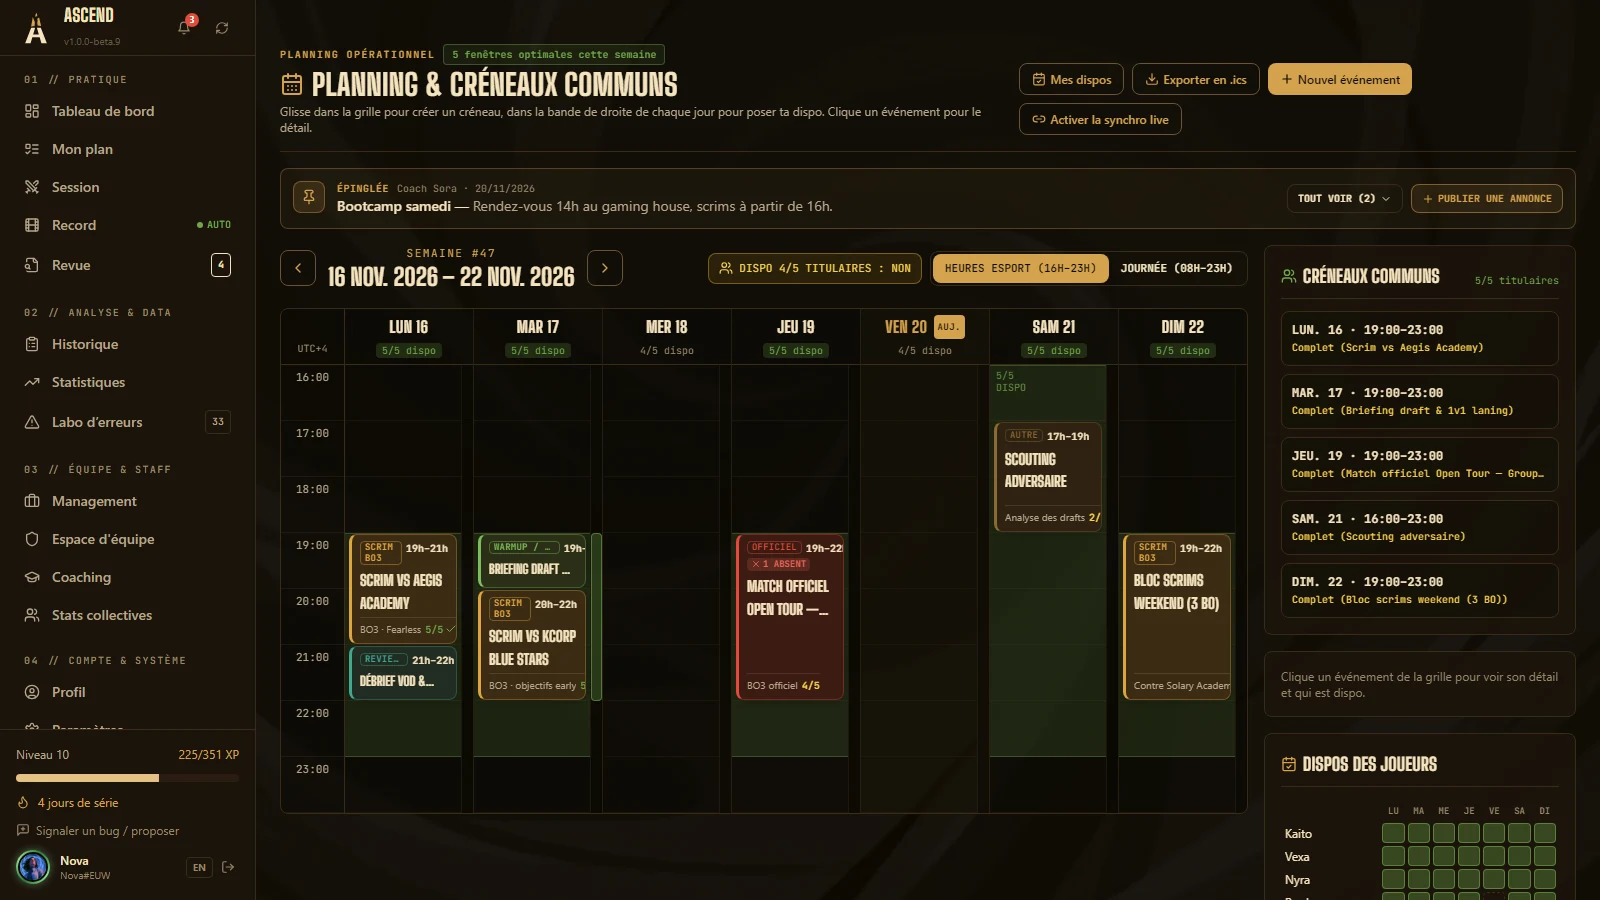 ASCEND
v1.0.0-beta.9
3
01 // PRATIQUE
Tableau de bord
Mon plan
Session
Record
AUTO
Revue
4
02 // ANALYSE & DATA
Historique
Statistiques
Labo d'erreurs
33
03 // ÉQUIPE & STAFF
Management
Espace d'équipe
Coaching
Stats collectives
04 // COMPTE & SYSTÈME
Profil
Paramètres
Niveau 10
225/351 XP
4 jours de série
Signaler un bug / proposer
Nova
Nova#EUW
EN
PLANNING OPÉRATIONNEL
5 fenêtres optimales cette semaine
PLANNING & CRÉNEAUX COMMUNS
Glisse dans la grille pour créer un créneau, dans la bande de droite de chaque jour pour poser ta dispo. Clique un événement pour le
détail.
Mes dispos
Exporter en .ics
+ Nouvel événement
Activer la synchro live
ÉPINGLÉE Coach Sora · 20/11/2026
Bootcamp samedi — Rendez-vous 14h au gaming house, scrims à partir de 16h.
TOUT VOIR (2)
+ PUBLIER UNE ANNONCE
SEMAINE #47
16 NOV. 2026 – 22 NOV. 2026
DISPO 4/5 TITULAIRES : NON
HEURES ESPORT (16H–23H)
JOURNÉE (08H–23H)
UTC+4
LUN 16
5/5 dispo
MAR 17
5/5 dispo
MER 18
4/5 dispo
JEU 19
5/5 dispo
VEN 20
AUJ.
4/5 dispo
SAM 21
5/5 dispo
DIM 22
5/5 dispo
16:00
17:00
18:00
19:00
20:00
21:00
22:00
23:00
SCRIM
BO3
19h–21h
SCRIM VS AEGIS
ACADEMY
BO3 · Fearless 5/5
REVIE…
21h–22h
DÉBRIEF VOD &…
WARMUP / …
19h-
BRIEFING DRAFT …
SCRIM
BO3
20h–22h
SCRIM VS KCORP
BLUE STARS
BO3 · objectifs early 5
OFFICIEL
19h–22
1 ABSENT
MATCH OFFICIEL
OPEN TOUR —…
BO3 officiel 4/5
5/5
DISPO
AUTRE
17h–19h
SCOUTING
ADVERSAIRE
Analyse des drafts 2/
SCRIM
BO3
19h–22h
BLOC SCRIMS
WEEKEND (3 BO)
Contre Solary Academ
CRÉNEAUX COMMUNS
5/5 titulaires
LUN. 16 · 19:00–23:00
Complet (Scrim vs Aegis Academy)
MAR. 17 · 19:00–23:00
Complet (Briefing draft & 1v1 laning)
JEU. 19 · 19:00–23:00
Complet (Match officiel Open Tour — Group…
SAM. 21 · 16:00–23:00
Complet (Scouting adversaire)
DIM. 22 · 19:00–23:00
Complet (Bloc scrims weekend (3 BO))
Clique un événement de la grille pour voir son détail
et qui est dispo.
DISPOS DES JOUEURS
LU MA ME JE VE SA DI
Kaito
Vexa
Nyra